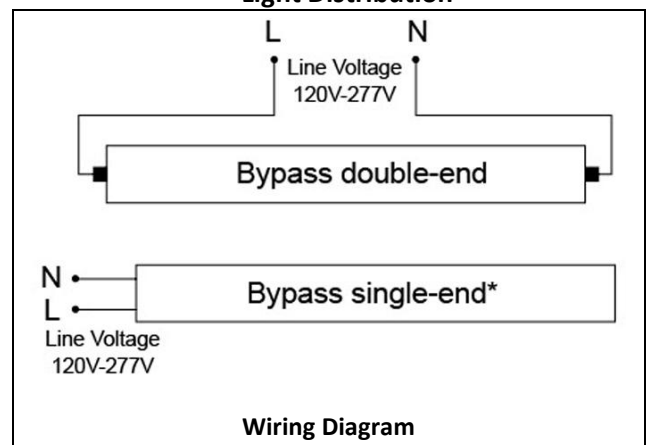 Light Distribution
L N
Line Voltage
120V-277V
Bypass double-end
N
L
Bypass single-end*
Line Voltage
120V-277V
Wiring Diagram